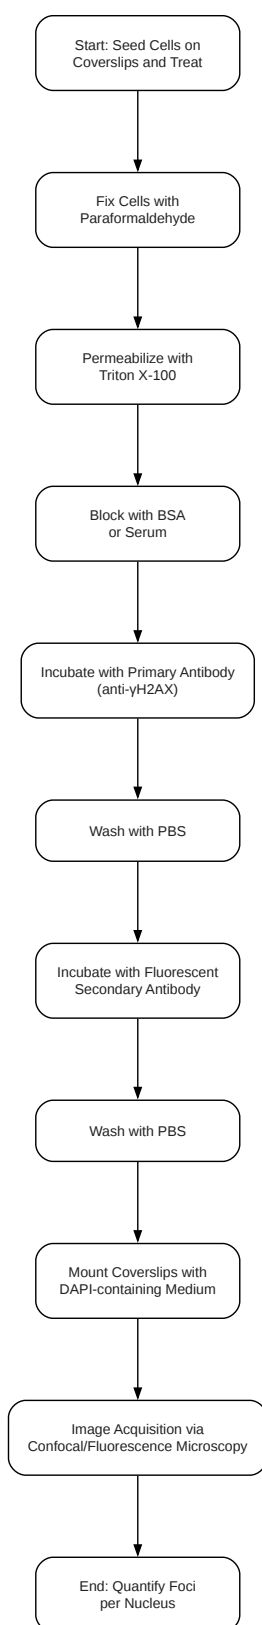 Start: Seed Cells on
Coverslips and Treat
Fix Cells with
Paraformaldehyde
Permeabilize with
Triton X-100
Block with BSA
or Serum
Incubate with Primary Antibody
(anti-γH2AX)
Wash with PBS
Incubate with Fluorescent
Secondary Antibody
Wash with PBS
Mount Coverslips with
DAPI-containing Medium
Image Acquisition via
Confocal/Fluorescence Microscopy
End: Quantify Foci
per Nucleus